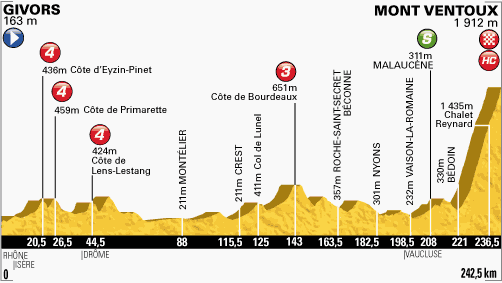 GIVORS
163 m
MONT VENTOUX
1 912 m
4
436m Côte d'Eyzin-Pinet
4
459m Côte de Primarette
4
424m
Côte de
Lens-Lestang
211m MONTÉLIER
211m CREST
411m Col de Lunel
3
651m
Côte de Bourdeaux
357m ROCHE-SAINT-SECRET
BÉCONNE
301m NYONS
232m VAISON-LA-ROMAINE
S
311m
MALAUCÈNE
330m
BÉDOIN
1 435m
Chalet
Reynard
HC
20,5
26,5
44,5
88
115,5
125
143
163,5
182,5
198,5
208
221
236,5
RHÔNE
ISÈRE
DRÔME
VAUCLUSE
0
242,5 km